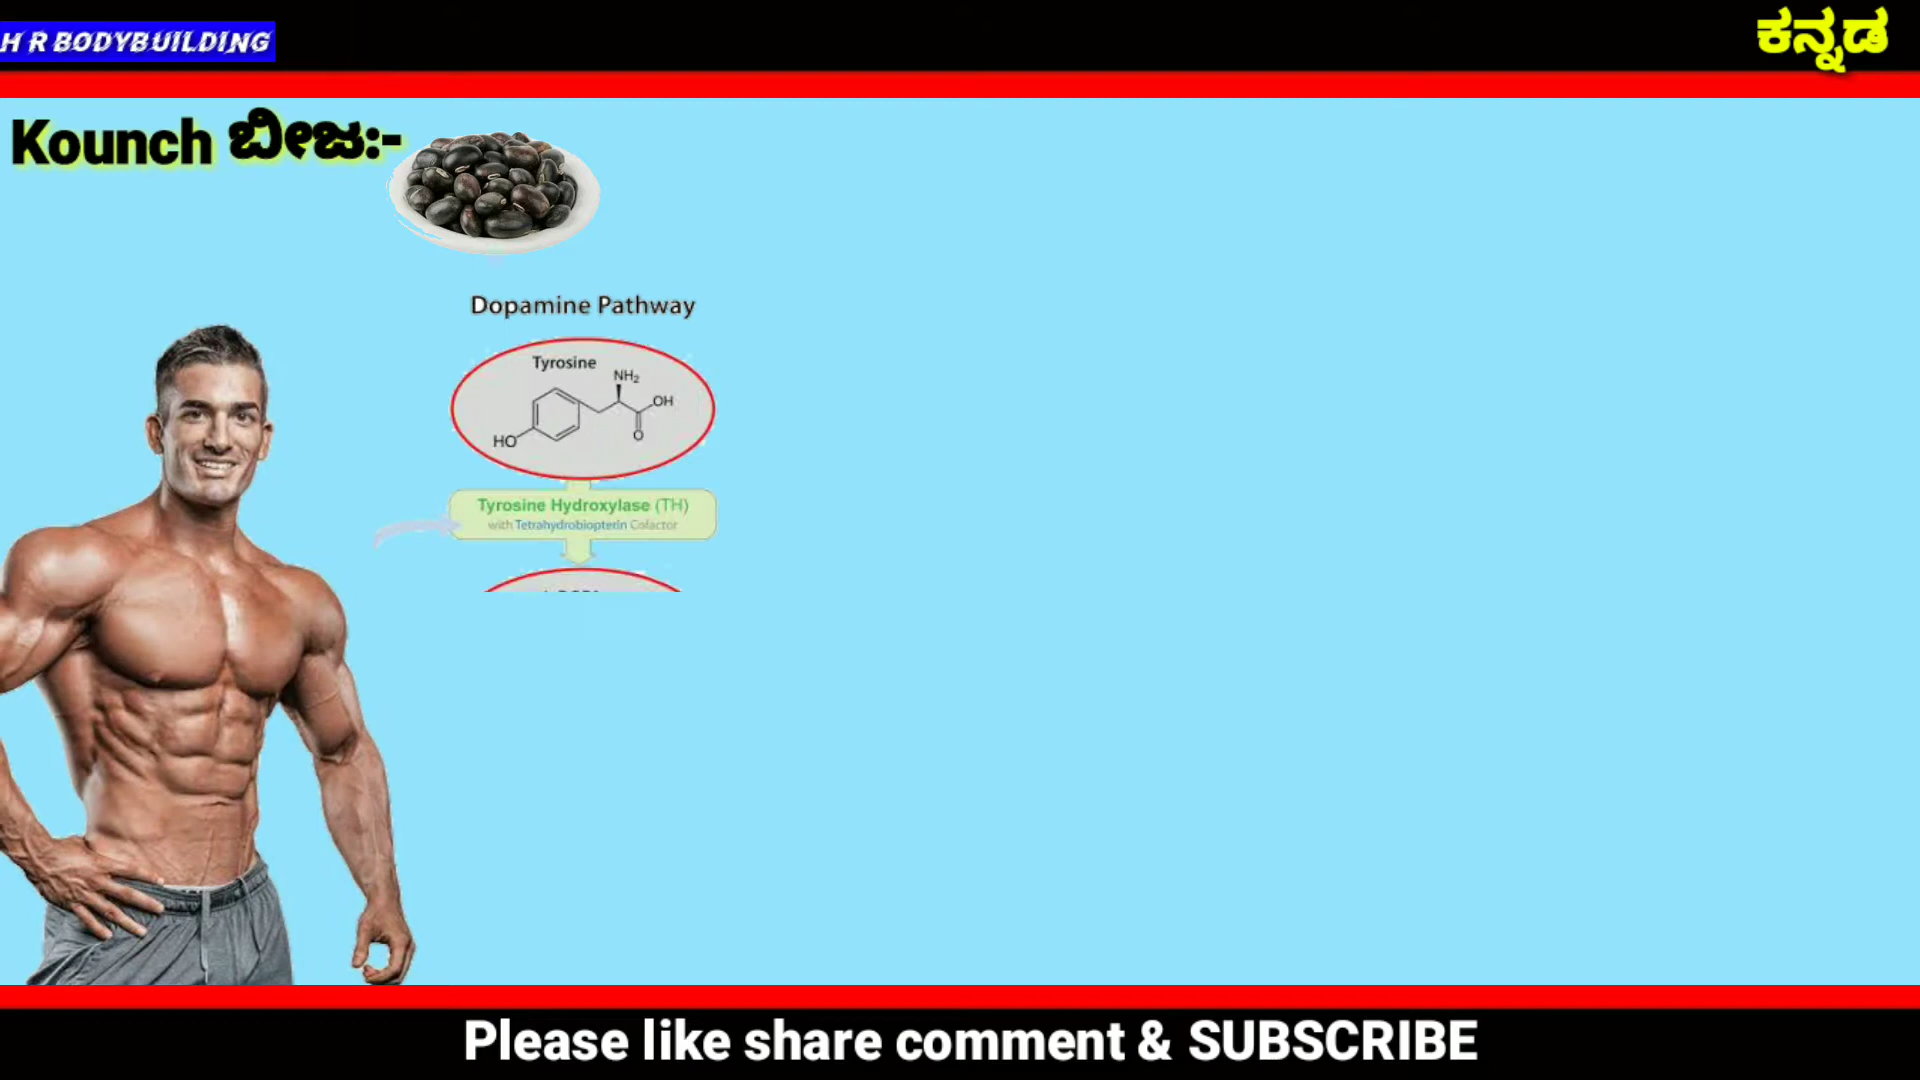 H R BODYBUILDING
ಕನ್ನಡ
Kounch ಬೀಜ:-
Dopamine Pathway
Tyrosine
NH₂
OH
O
HO
Tyrosine Hydroxylase (TH)
with Tetrahydrobiopterin Cofactor
Please like share comment & SUBSCRIBE